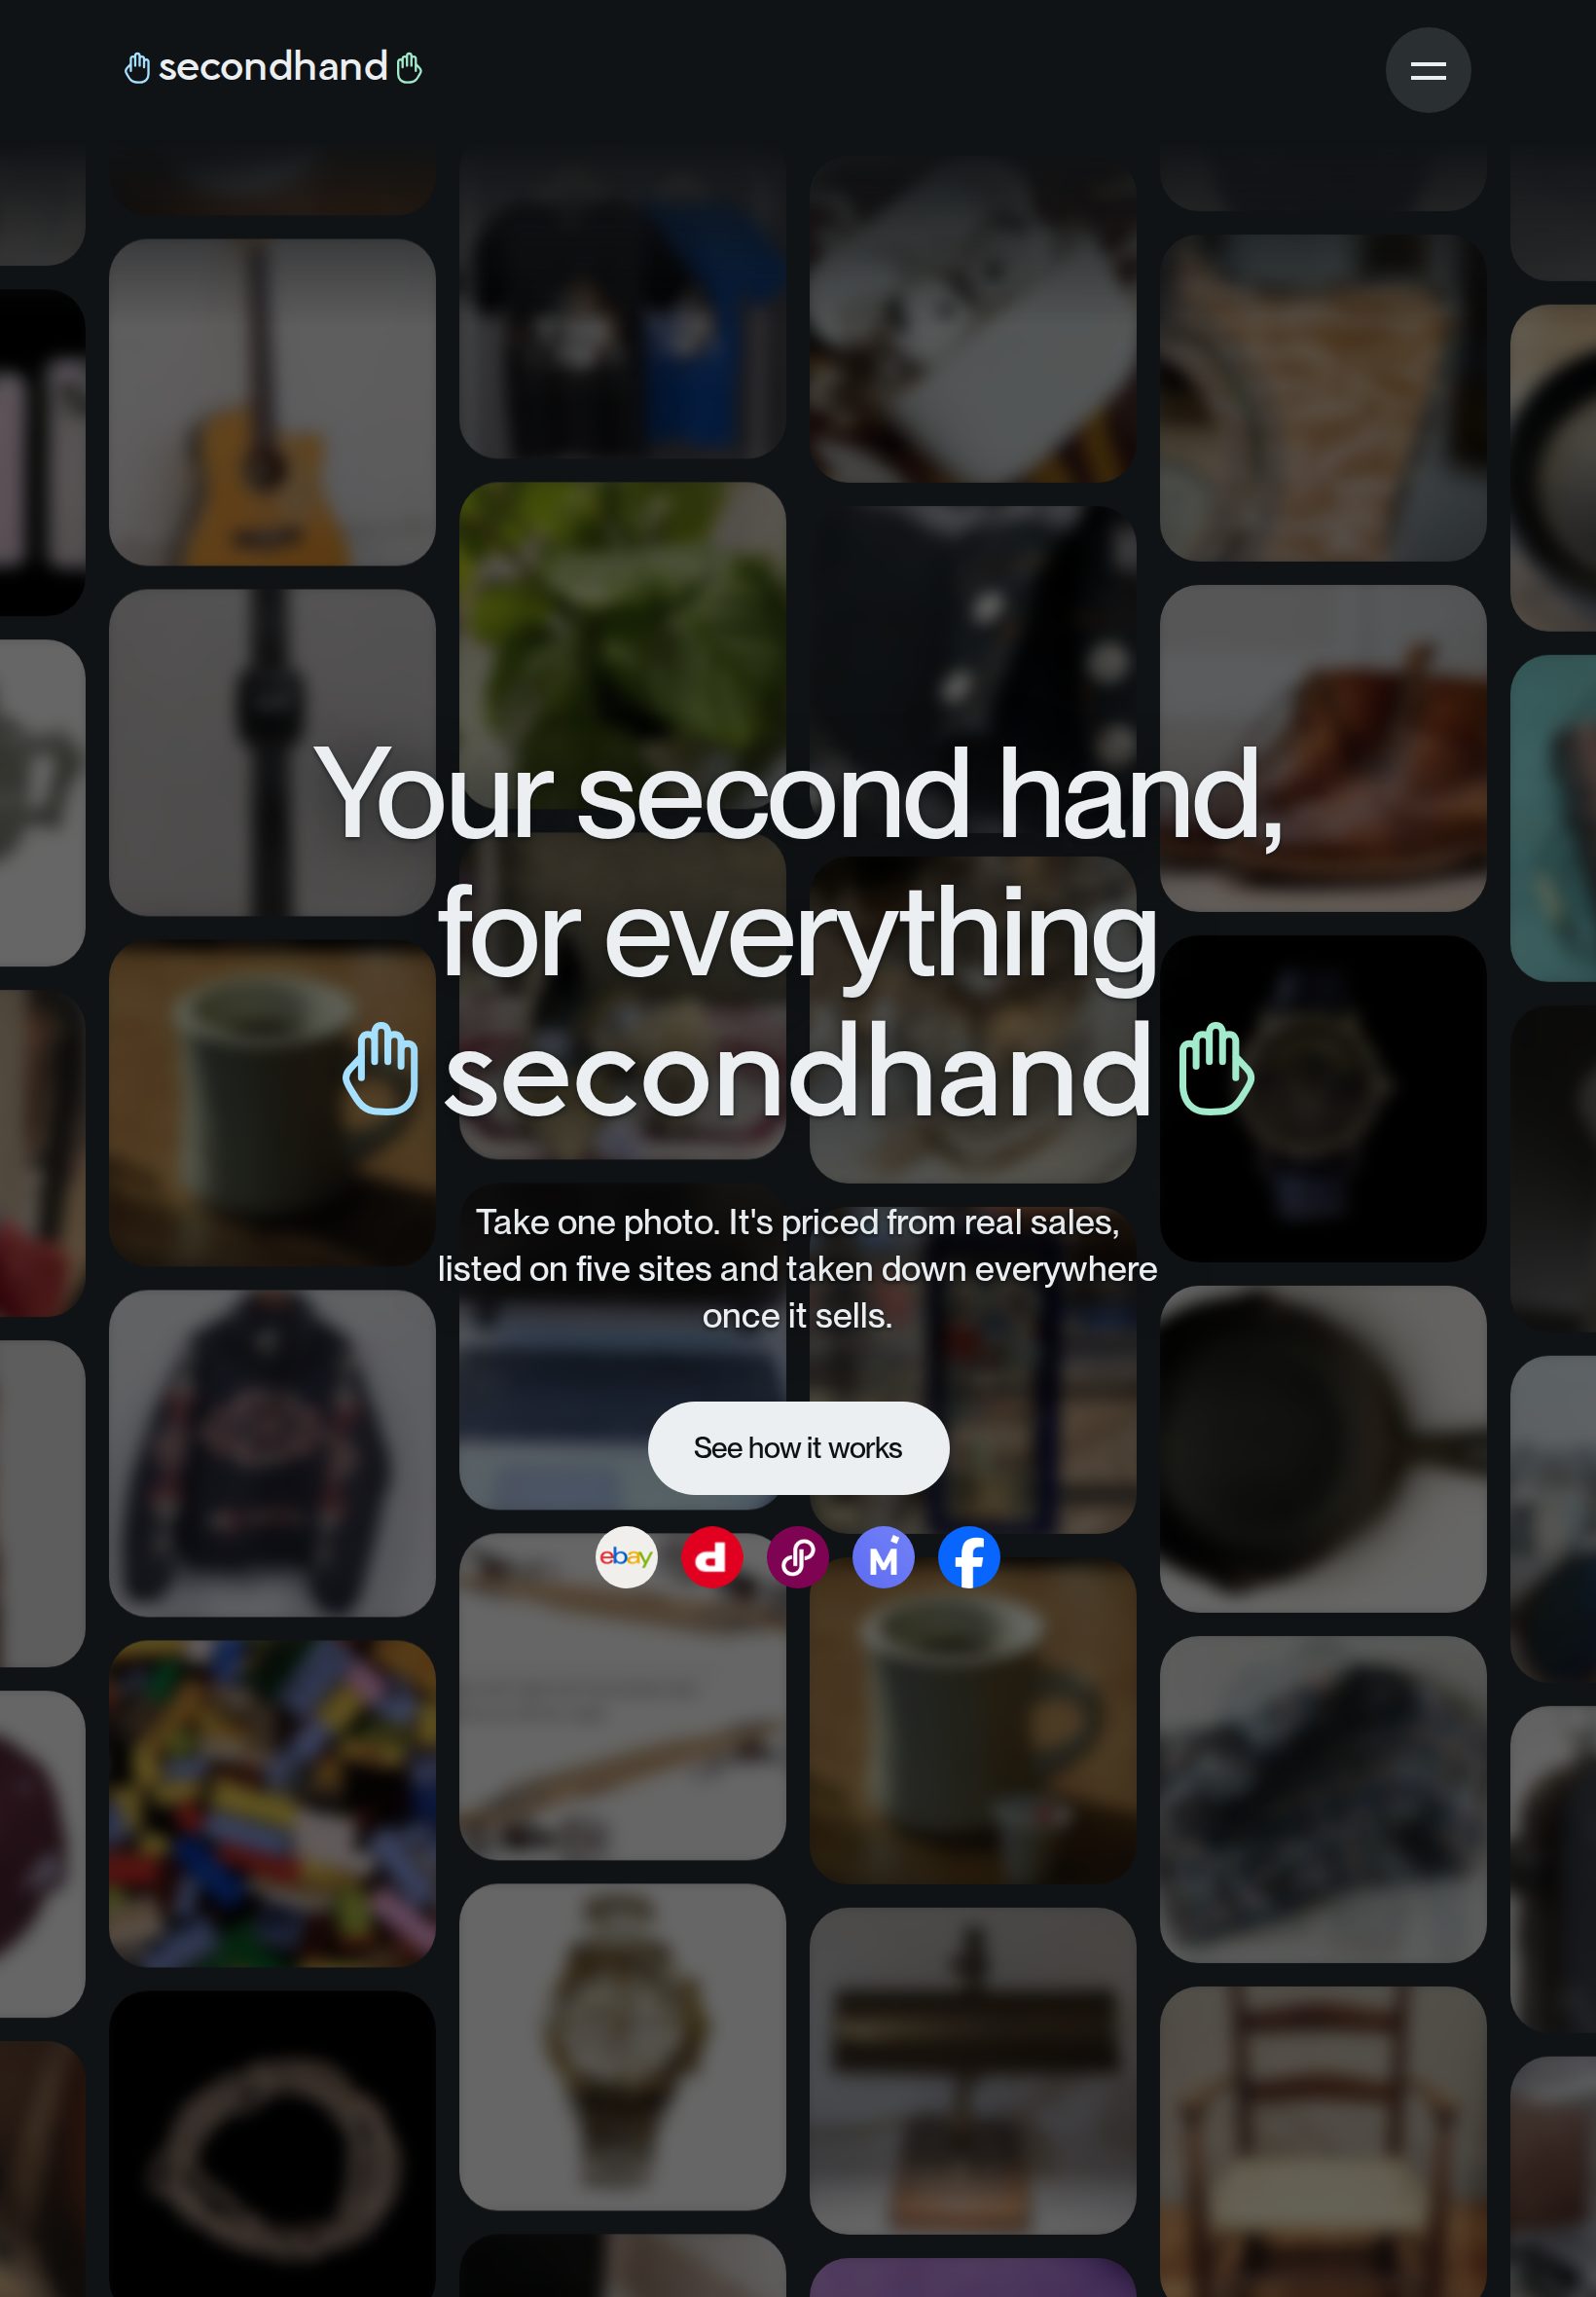 secondhand
Your second hand,
for everything
secondhand
Take one photo. It's priced from real sales,
listed on five sites and taken down everywhere
once it sells.
See how it works
ebay